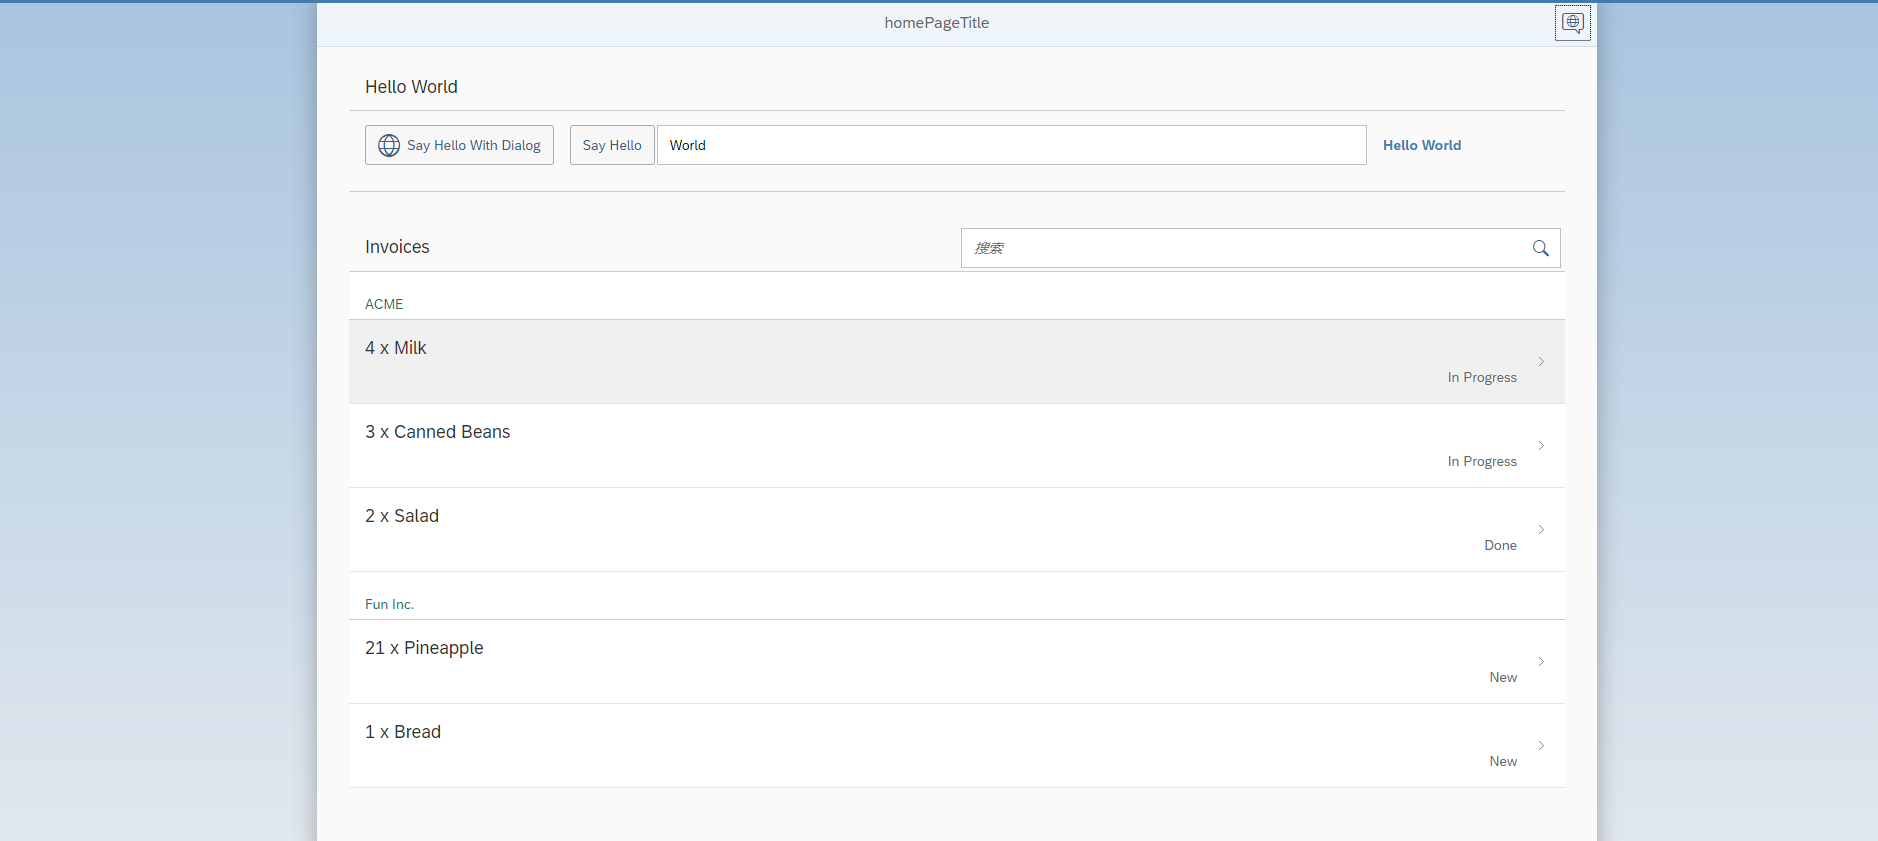 homePageTitle
Hello World
Say Hello With Dialog
Say Hello
World
Hello World
Invoices
搜索
ACME
4 x Milk
In Progress
3 x Canned Beans
In Progress
2 x Salad
Done
Fun Inc.
21 x Pineapple
New
1 x Bread
New